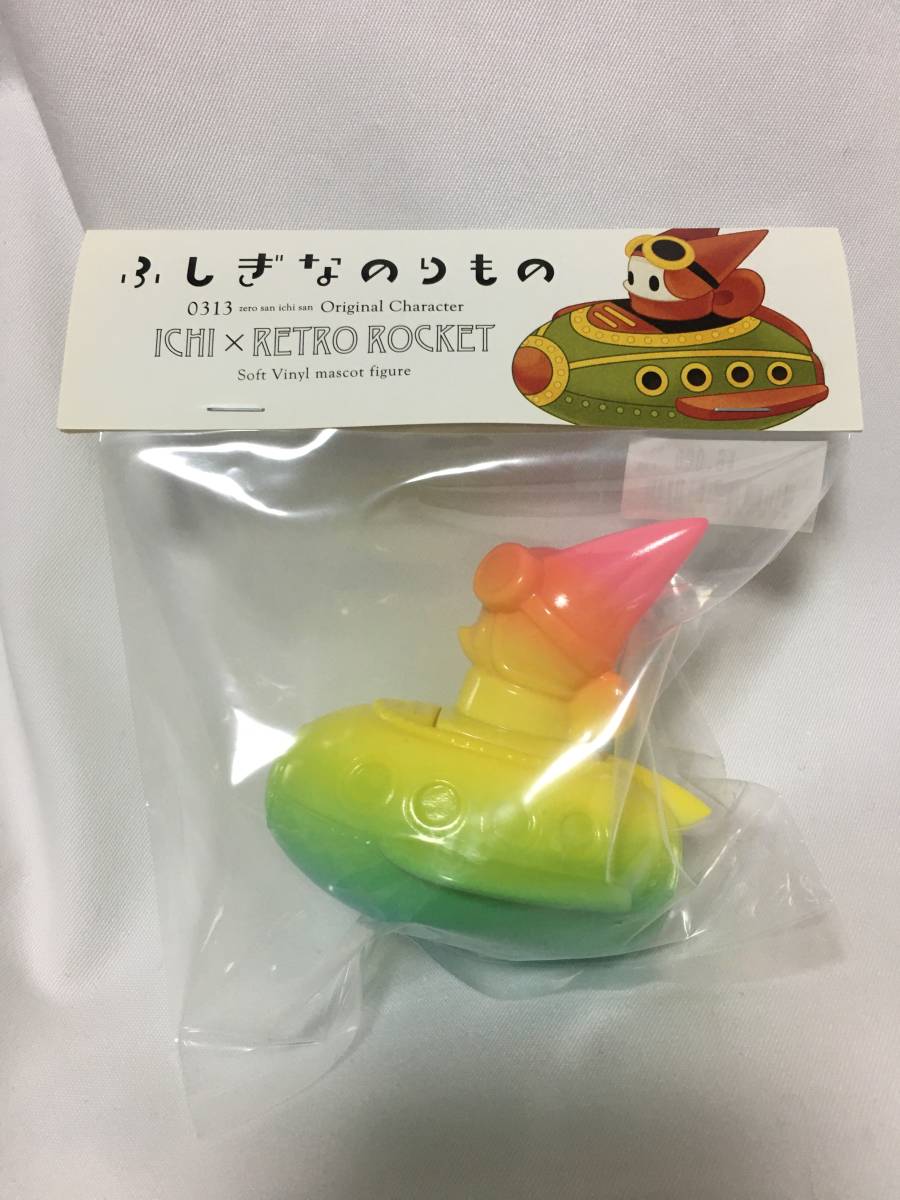 ふしぎなのりもの
0313 zero san ichi san Original Character
ICHI × RETRO ROCKET
Soft Vinyl mascot figure